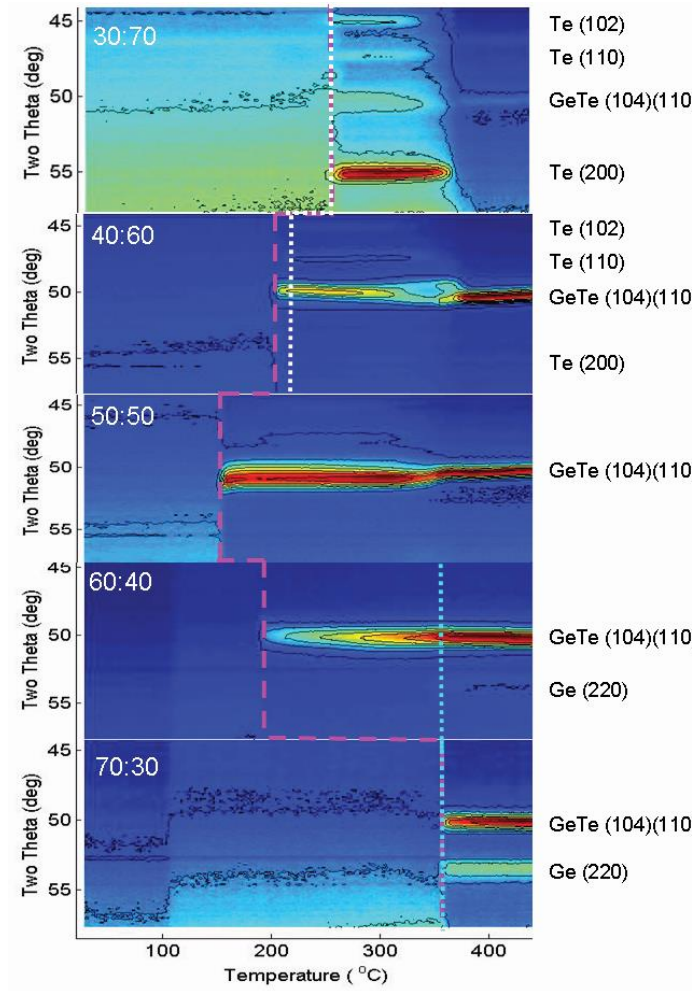 45
50
55
Two Theta (deg)
30:70
Te (102)
Te (110)
GeTe (104)(110
Te (200)
45
50
55
Two Theta (deg)
40:60
Te (102)
Te (110)
GeTe (104)(110
Te (200)
45
50
55
Two Theta (deg)
50:50
GeTe (104)(110
45
50
55
Two Theta (deg)
60:40
GeTe (104)(110
Ge (220)
45
50
55
Two Theta (deg)
70:30
GeTe (104)(110
Ge (220)
100 200 300 400
Temperature ( °C)